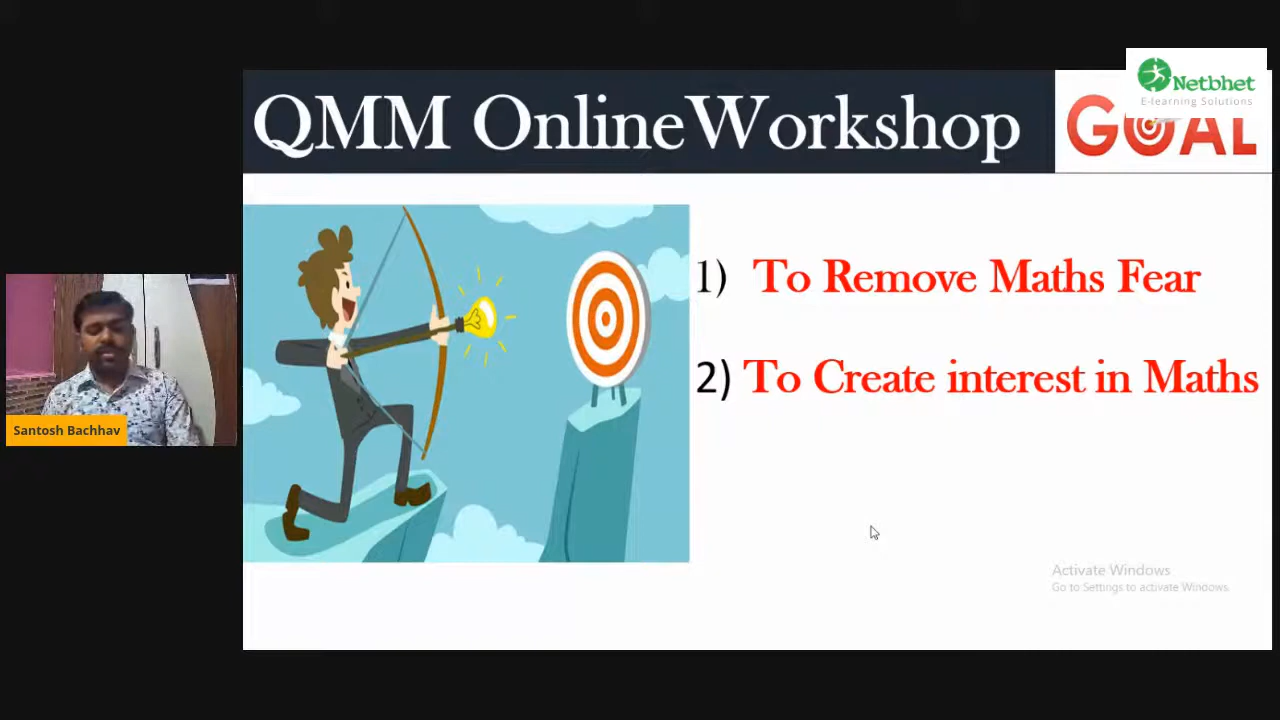 QMM OnlineWorkshop
Netbhet
E-learning Solutions
GOAL
1) To Remove Maths Fear
2) To Create interest in Maths
Santosh Bachhav
Activate Windows
Go to Settings to activate Windows.